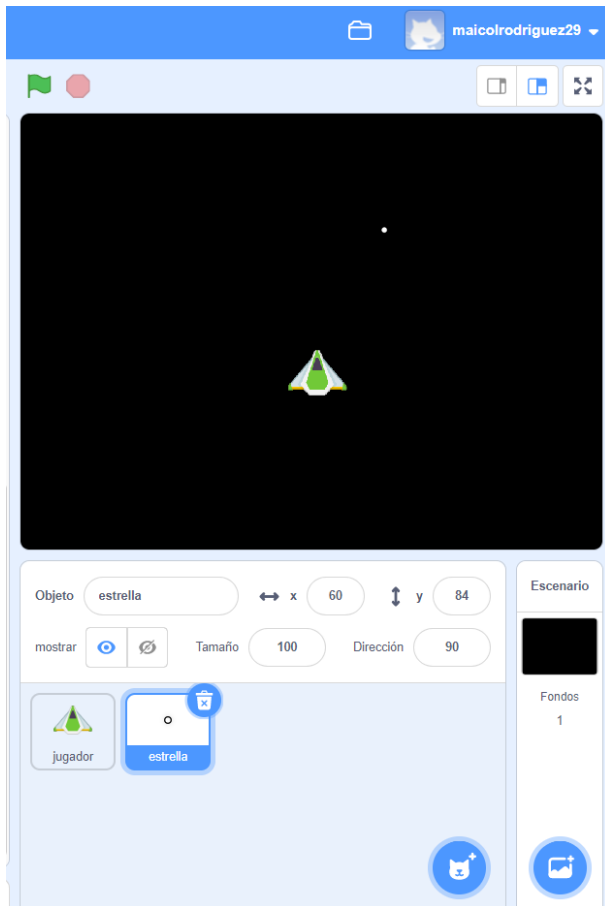 maicolrodriguez29
Objeto estrella x 60 y 84
mostrar Tamaño 100 Dirección 90
jugador estrella
Escenario
Fondos
1